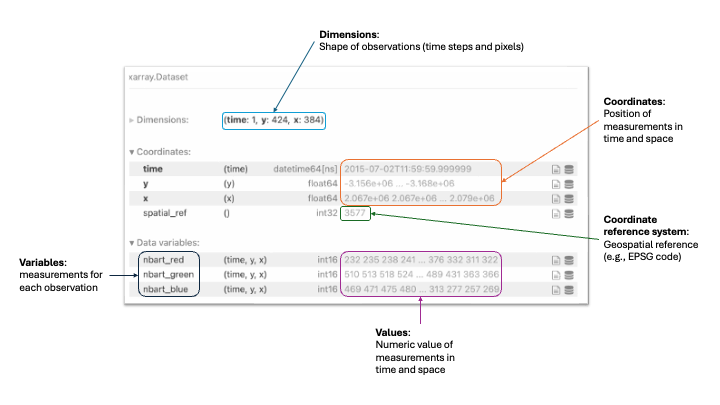 Dimensions:
Shape of observations (time steps and pixels)
xarray.Dataset
▸ Dimensions: (time: 1, y: 424, x: 384)
Coordinates:
Position of
measurements in
time and space
▾ Coordinates:
time (time) datetime64[ns] 2015-07-02T11:59:59.999999
y (y) float64 -3.156e+06 ... -3.168e+06
x (x) float64 2.067e+06 2.067e+06 ... 2.079e+06
spatial_ref () int32 3577
Coordinate
reference system:
Geospatial reference
(e.g., EPSG code)
▾ Data variables:
Variables:
measurements for
each observation
nbart_red (time, y, x) int16 232 235 238 241 ... 376 332 311 322
nbart_green (time, y, x) int16 510 513 518 524 ... 489 431 363 366
nbart_blue (time, y, x) int16 469 471 475 480 ... 313 277 257 269
Values:
Numeric value of
measurements in
time and space